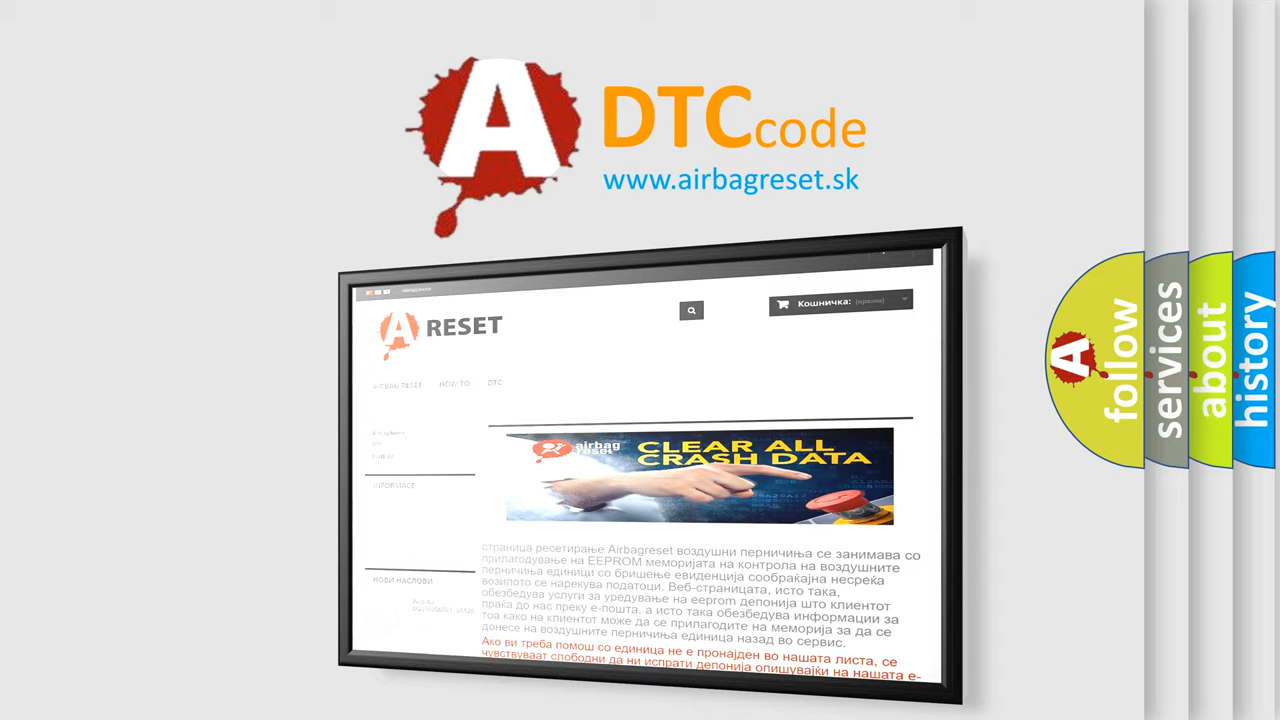 A
DTCcode
www.airbagreset.sk
A RESET
Кошничка: (празни)
AIRBAG RESET HOW TO DTC
airbag
reset
CLEAR ALL
CRASH DATA
INFORMACE
НОВИ НАСЛОВИ
страница ресетирање Airbagreset воздушни перничиња се занимава со
прилагодување на EEPROM меморијата на контрола на воздушните
перничиња единици со бришење евиденција сообраќајна несреќа
возилото се нарекува податоци. Веб-страницата, исто така,
обезбедува услуги за уредување на eeprom депонија што клиентот
праќа до нас преку е-пошта, а исто така обезбедува информации за
тоа како на клиентот може да се прилагодите на меморија за да се
донесе на воздушните перничиња единица назад во сервис.
Ако ви треба помош со единица не е пронајден во нашата листа, се
чувствуваат слободни да ни испрати депонија опишувајќи на нашата е-
A
follow
services
about
history